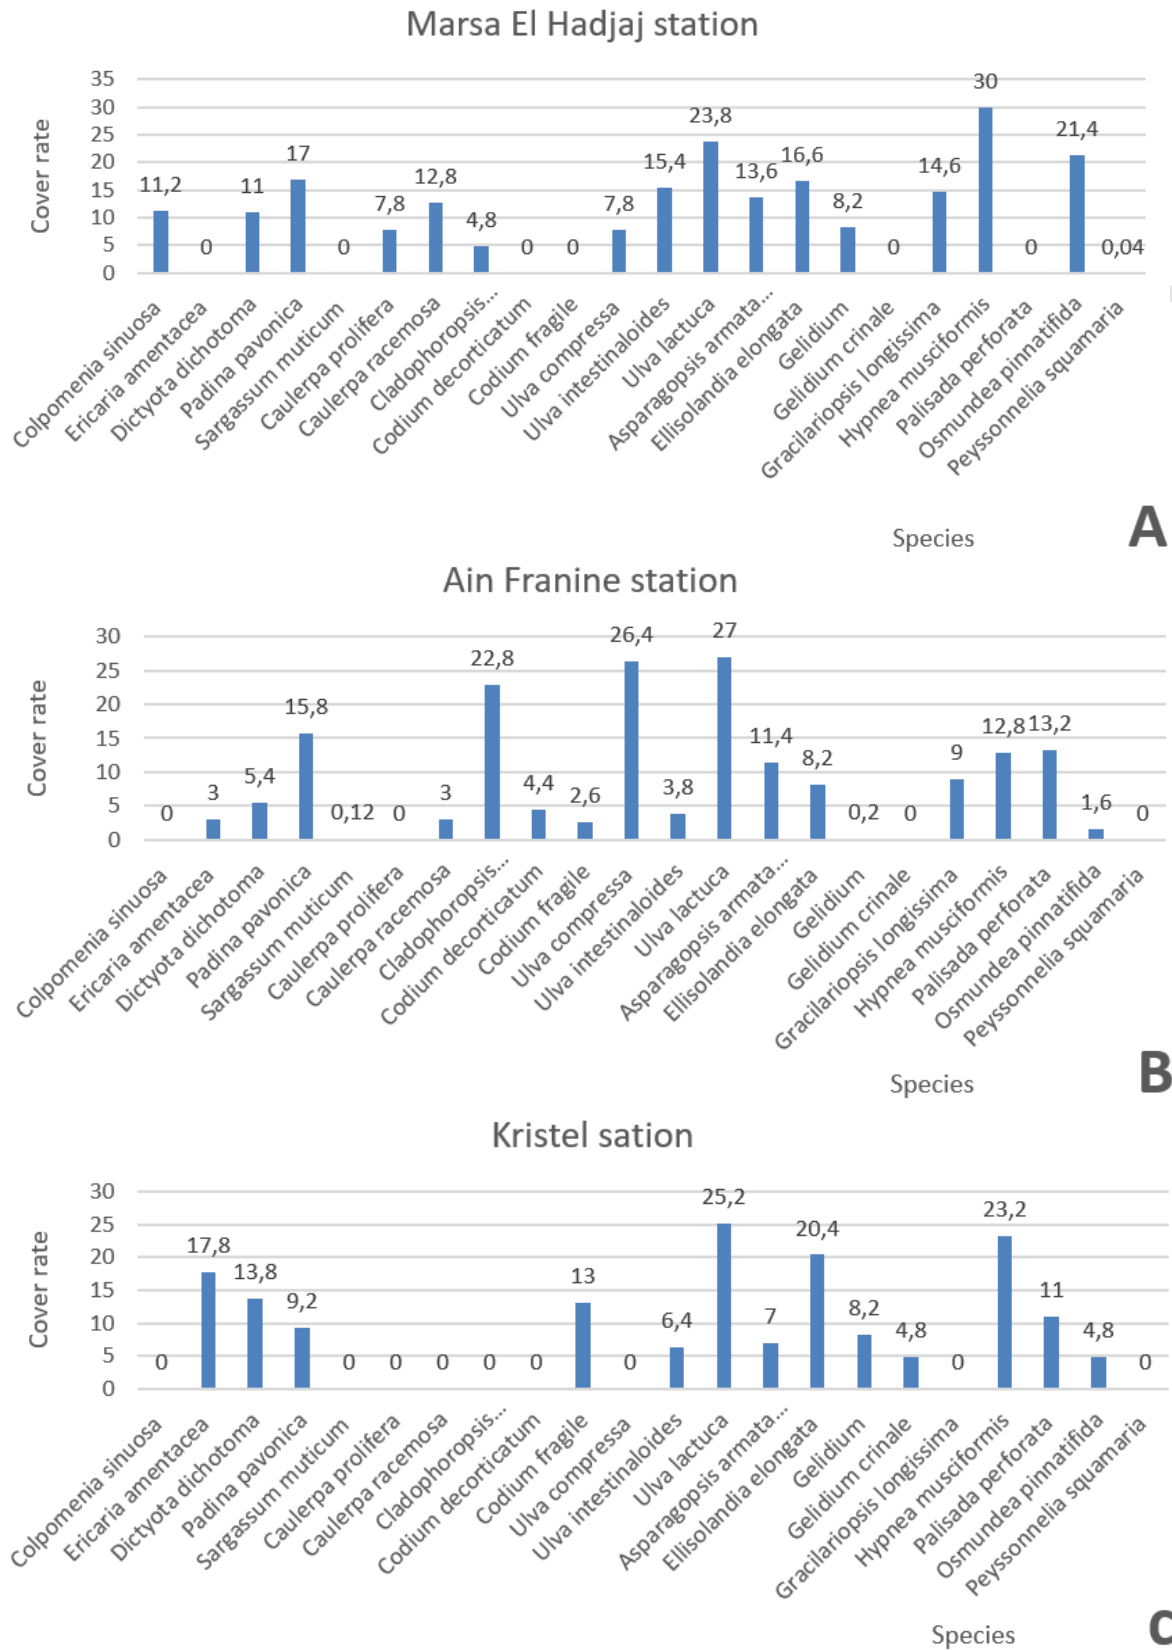 Marsa El Hadjaj station
35
30
25
20
15
10
5
0
Cover rate
11,2
0
11
17
0
7,8
12,8
4,8
0
0
7,8
15,4
23,8
13,6
16,6
8,2
0
14,6
30
0
21,4
0,04
Colpomenia sinuosa
Ericaria amentacea
Dictyota dichotoma
Padina pavonica
Sargassum muticum
Caulerpa prolifera
Caulerpa racemosa
Cladophoropsis...
Codium decorticatum
Codium fragile
Ulva compressa
Ulva intestinaloides
Ulva lactuca
Asparagopsis armata...
Ellisolandia elongata
Gelidium
Gelidium crinale
Gracilariopsis longissima
Hypnea musciformis
Palisada perforata
Osmundea pinnatifida
Peyssonnelia squamaria
Species
A
Ain Franine station
30
25
20
15
10
5
0
Cover rate
0
3
5,4
15,8
0,12
0
3
22,8
4,4
2,6
26,4
3,8
27
11,4
8,2
0,2
0
9
12,8
13,2
1,6
0
Colpomenia sinuosa
Ericaria amentacea
Dictyota dichotoma
Padina pavonica
Sargassum muticum
Caulerpa prolifera
Caulerpa racemosa
Cladophoropsis...
Codium decorticatum
Codium fragile
Ulva compressa
Ulva intestinaloides
Ulva lactuca
Asparagopsis armata...
Ellisolandia elongata
Gelidium
Gelidium crinale
Gracilariopsis longissima
Hypnea musciformis
Palisada perforata
Osmundea pinnatifida
Peyssonnelia squamaria
Species
B
Kristel sation
30
25
20
15
10
5
0
Cover rate
0
17,8
13,8
9,2
0
0
0
0
0
13
0
6,4
25,2
7
20,4
8,2
4,8
0
23,2
11
4,8
0
Colpomenia sinuosa
Ericaria amentacea
Dictyota dichotoma
Padina pavonica
Sargassum muticum
Caulerpa prolifera
Caulerpa racemosa
Cladophoropsis...
Codium decorticatum
Codium fragile
Ulva compressa
Ulva intestinaloides
Ulva lactuca
Asparagopsis armata...
Ellisolandia elongata
Gelidium
Gelidium crinale
Gracilariopsis longissima
Hypnea musciformis
Palisada perforata
Osmundea pinnatifida
Peyssonnelia squamaria
Species
C